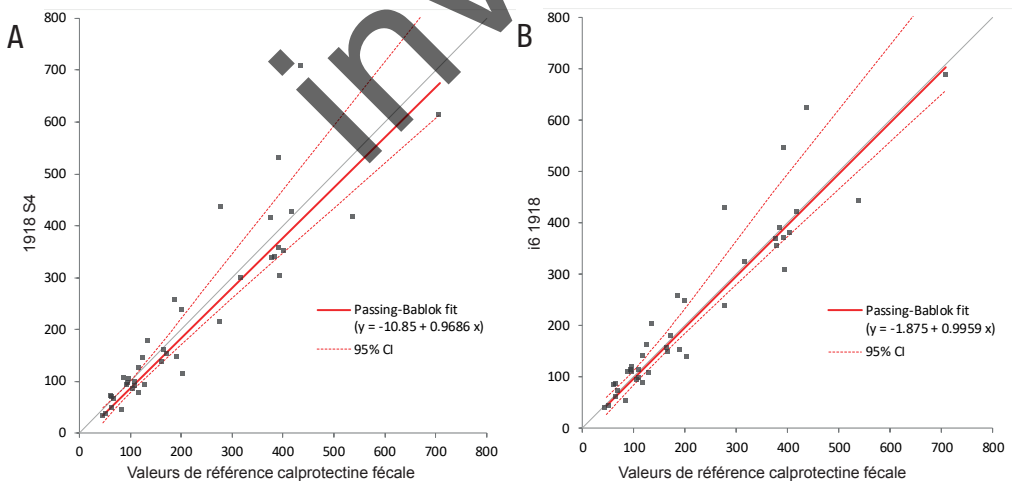 A
800
700
600
500
400
300
200
100
0
1918 S4
0 100 200 300 400 500 600 700 800
Valeurs de référence calprotectine fécale
Passing-Bablok fit
(y = -10.85 + 0.9686 x)
95% CI
B
800
700
600
500
400
300
200
100
0
i6 1918
0 100 200 300 400 500 600 700 800
Valeurs de référence calprotectine fécale
Passing-Bablok fit
(y = -1.875 + 0.9959 x)
95% CI